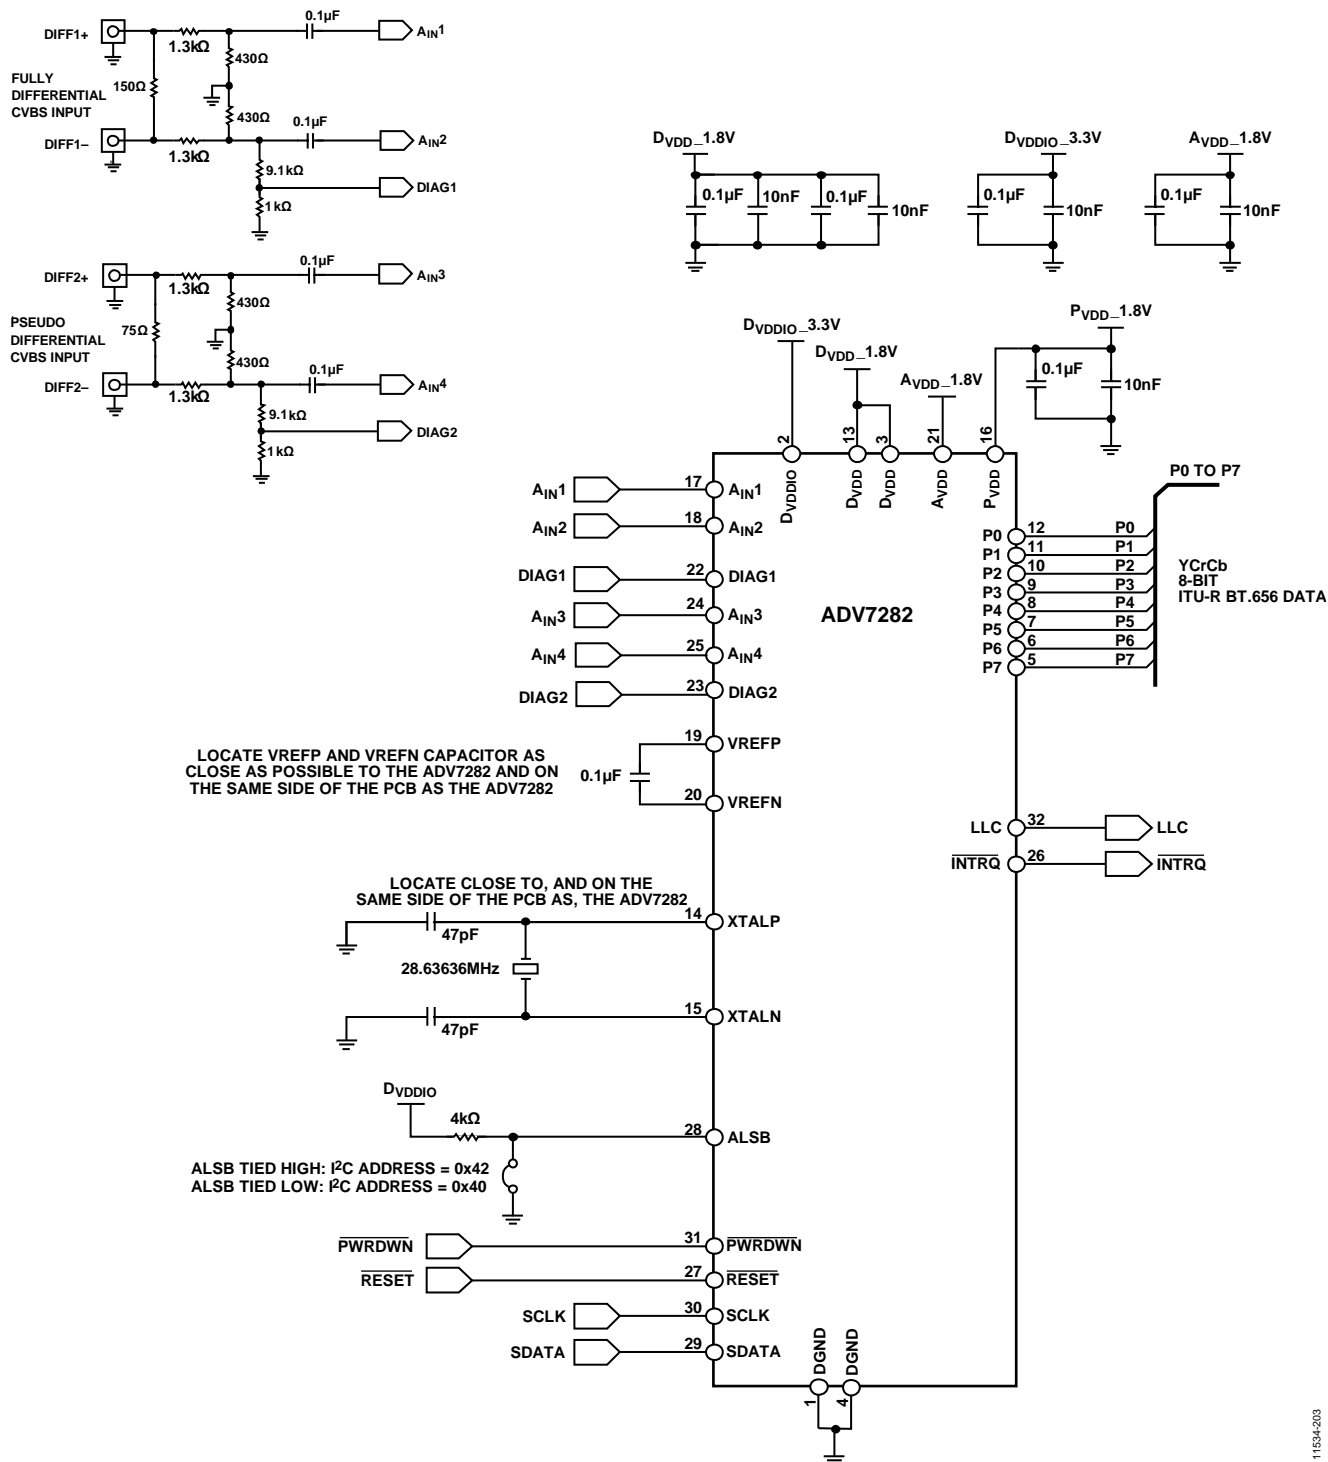 DIFF1+
1.3kΩ
0.1µF
AIN1
430Ω
FULLY
DIFFERENTIAL
CVBS INPUT
150Ω
430Ω
DIFF1–
1.3kΩ
0.1µF
AIN2
9.1kΩ
DIAG1
1kΩ
DIFF2+
1.3kΩ
0.1µF
AIN3
430Ω
PSEUDO
DIFFERENTIAL
CVBS INPUT
75Ω
430Ω
DIFF2–
1.3kΩ
0.1µF
AIN4
9.1kΩ
DIAG2
1kΩ
DVDD_1.8V
0.1µF
10nF
0.1µF
10nF
DVDDIO_3.3V
0.1µF
10nF
AVDD_1.8V
0.1µF
10nF
DVDDIO_3.3V
DVDD_1.8V
AVDD_1.8V
PVDD_1.8V
0.1µF
10nF
2
13
3
21
16
DVDDIO
DVDD
DVDD
AVDD
PVDD
AIN1
17
AIN1
AIN2
18
AIN2
DIAG1
22
DIAG1
AIN3
24
AIN3
AIN4
25
AIN4
DIAG2
23
DIAG2
ADV7282
P0 TO P7
P0
12
P0
P1
11
P1
P2
10
P2
P3
9
P3
P4
8
P4
P5
7
P5
P6
6
P6
P7
5
P7
YCrCb
8-BIT
ITU-R BT.656 DATA
LOCATE VREFP AND VREFN CAPACITOR AS
CLOSE AS POSSIBLE TO THE ADV7282 AND ON
THE SAME SIDE OF THE PCB AS THE ADV7282
0.1µF
19
VREFP
20
VREFN
LLC
32
LLC
INTRQ
26
INTRQ
LOCATE CLOSE TO, AND ON THE
SAME SIDE OF THE PCB AS, THE ADV7282
47pF
14
XTALP
28.63636MHz
47pF
15
XTALN
DVDDIO
4kΩ
28
ALSB
ALSB TIED HIGH: I2C ADDRESS = 0x42
ALSB TIED LOW: I2C ADDRESS = 0x40
PWRDWN
31
PWRDWN
RESET
27
RESET
SCLK
30
SCLK
SDATA
29
SDATA
DGND
DGND
1
4
11534-203